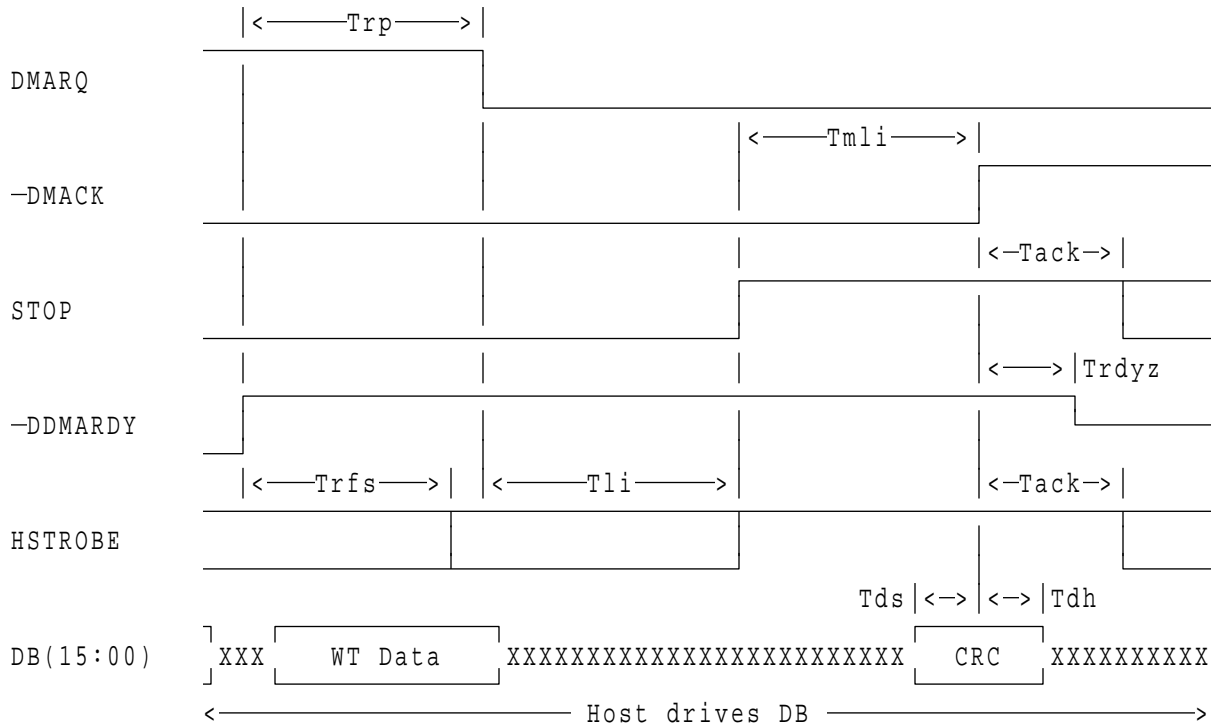 |<———Trp———>|
DMARQ
|<———Tmli———>|
—DMACK
|<—Tack—>|
STOP
|<——>|Trdyz
—DDMARDY
|<———Trfs———>| |<————Tli————>| |<—Tack—>|
HSTROBE
Tds|<—>|<—>|Tdh
DB(15:00) XXX WT Data XXXXXXXXXXXXXXXXXXXXXXXXX CRC XXXXXXXXXX
<———————— Host drives DB ————————>